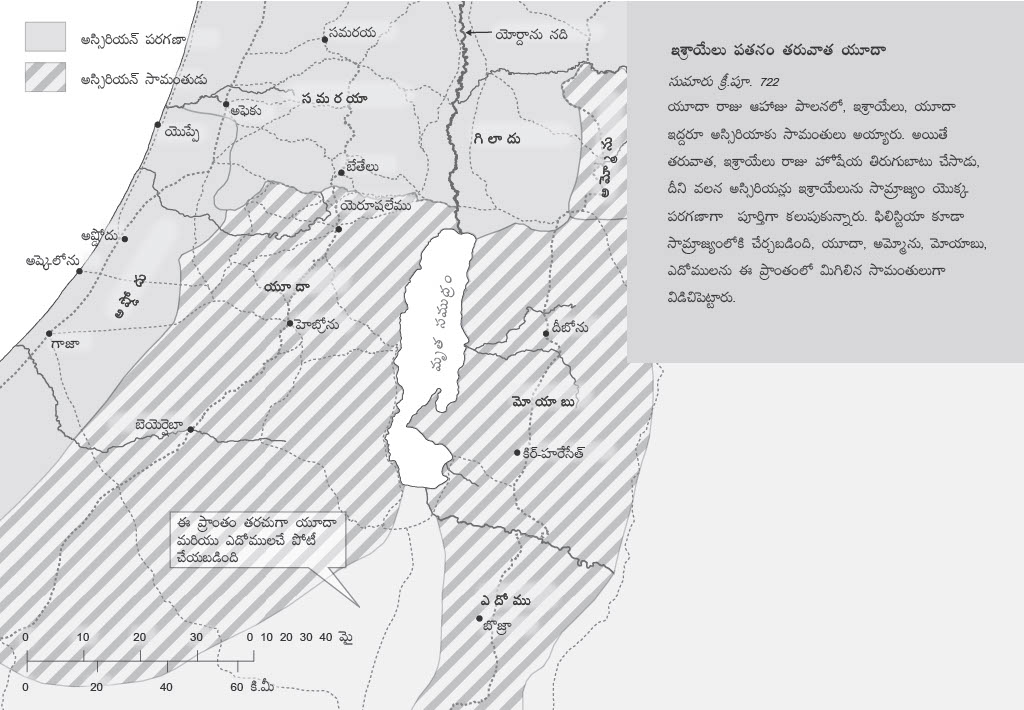 అస్సిరియన్ పరగణా
అస్సిరియన్ సామంతుడు
సమరయ
యొర్దాను నది
స మ ర యా
అఫెకు
యొప్పే
గి లా దు
అమ్మోను
బేతేలు
యెరూషలేము
అష్డోదు
అష్కెలోను
అష్డోదు
యూ దా
హెబ్రోను
మృత సముద్రం
దీబోను
గాజా
మో యా బు
బెయెర్షెబా
కిర్-హరేసేత్
ఈ ప్రాంతం తరచుగా యూదా
మరియు ఎదోములచే పోటీ
చేయబడింది
ఎ దో ము
బొజ్రా
0 10 20 30 0 10 20 30 40 మై
0 20 40 60 కి.మీ
ఇశ్రాయేలు పతనం తరువాత యూదా
సుమారు క్రీ.పూ. 722
యూదా రాజు ఆహాజు పాలనలో, ఇశ్రాయేలు, యూదా
ఇద్దరూ అస్సిరియాకు సామంతులు అయ్యారు. అయితే
తరువాత, ఇశ్రాయేలు రాజు హోషేయ తిరుగుబాటు చేసాడు,
దీని వలన అస్సిరియన్లు ఇశ్రాయేలును సామ్రాజ్యం యొక్క
పరగణాగా పూర్తిగా కలుపుకున్నారు. ఫిలిస్టియా కూడా
సామ్రాజ్యంలోకి చేర్చబడింది, యూదా, అమ్మోను, మోయాబు,
ఎదోములను ఈ ప్రాంతంలో మిగిలిన సామంతులుగా
విడిచిపెట్టారు.